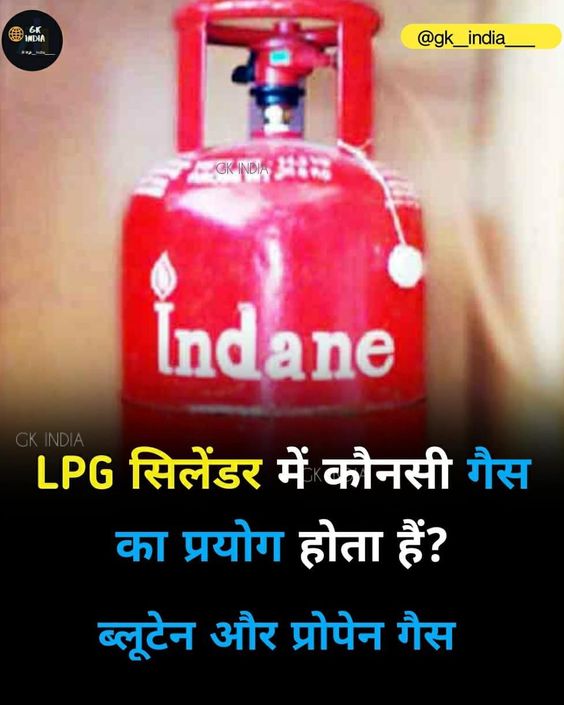 GK
INDIA
@gk_india___
GK INDIA
Indane
GK INDIA
LPG सिलेंडर में कौनसी गैस
का प्रयोग होता हैं?
ब्लूटेन और प्रोपेन गैस